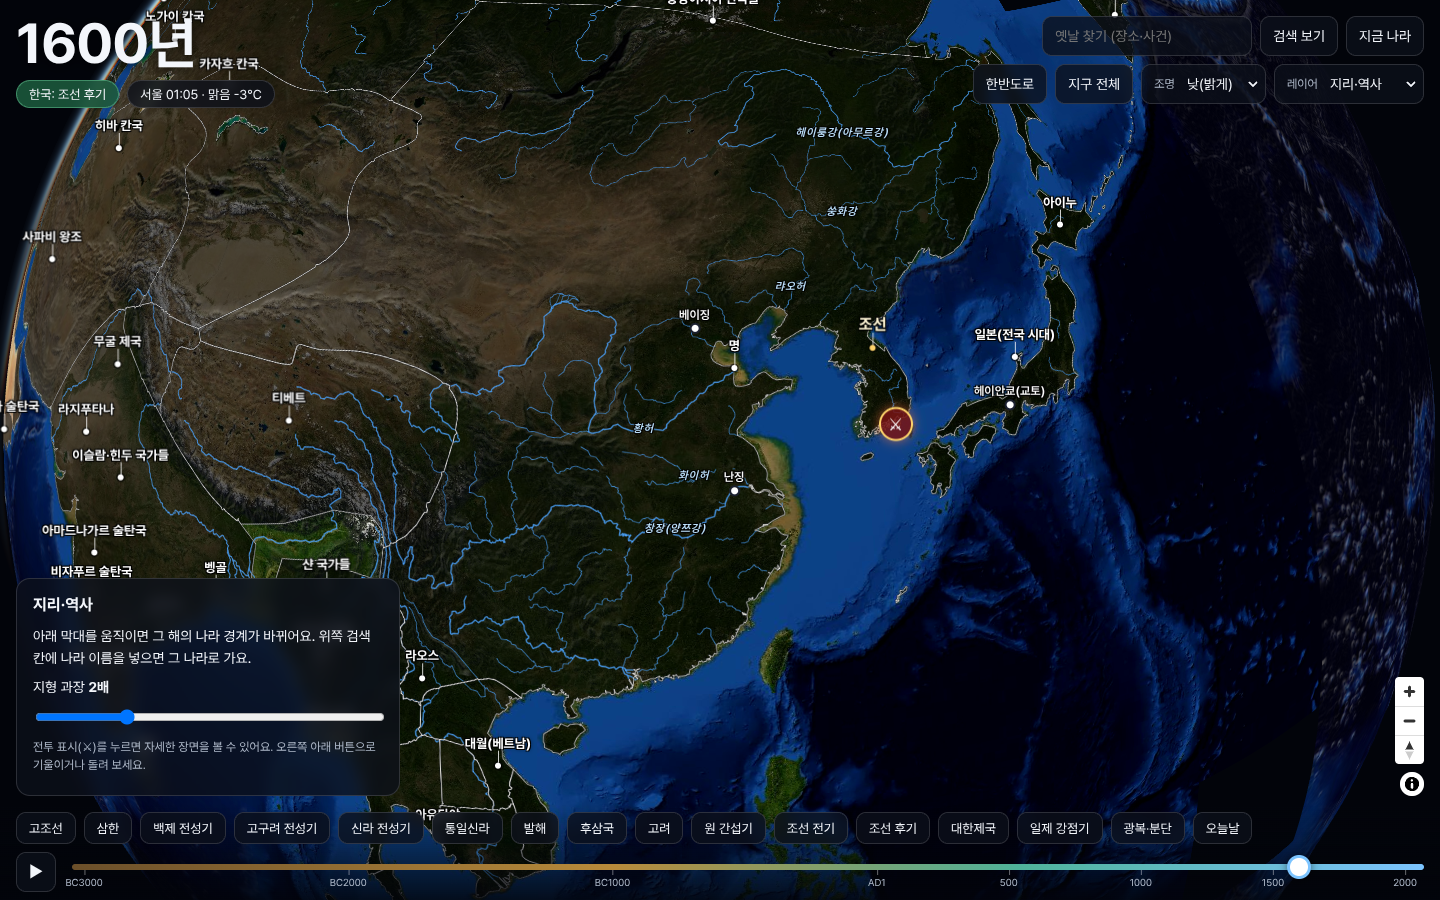 노가이 칸국
1600년
카자흐 칸국
한국: 조선 후기
서울 01:05 · 맑음 -3°C
옛날 찾기 (장소·사건)
검색 보기
지금 나라
한반도로
지구 전체
조명 낮(밝게)
레이어 지리·역사
히바 칸국
헤이룽강(아무르강)
아이누
쑹화강
사파비 왕조
랴오허
베이징
조선
일본(전국 시대)
무굴 제국
명
헤이안쿄(교토)
티베트
술탄국
라지푸타나
황허
이슬람·힌두 국가들
화이허
난징
아마드나가르 술탄국
창장(양쯔강)
비자푸르 술탄국
벵골
샨 국가들
지리·역사
아래 막대를 움직이면 그 해의 나라 경계가 바뀌어요. 위쪽 검색
칸에 나라 이름을 넣으면 그 나라로 가요.
지형 과장 2배
전투 표시(⚔)를 누르면 자세한 장면을 볼 수 있어요. 오른쪽 아래 버튼으로
기울이거나 돌려 보세요.
라오스
대월(베트남)
고조선
삼한
백제 전성기
고구려 전성기
신라 전성기
통일신라
발해
후삼국
고려
원 간섭기
조선 전기
조선 후기
대한제국
일제 강점기
광복·분단
오늘날
BC3000
BC2000
BC1000
AD1
500
1000
1500
2000